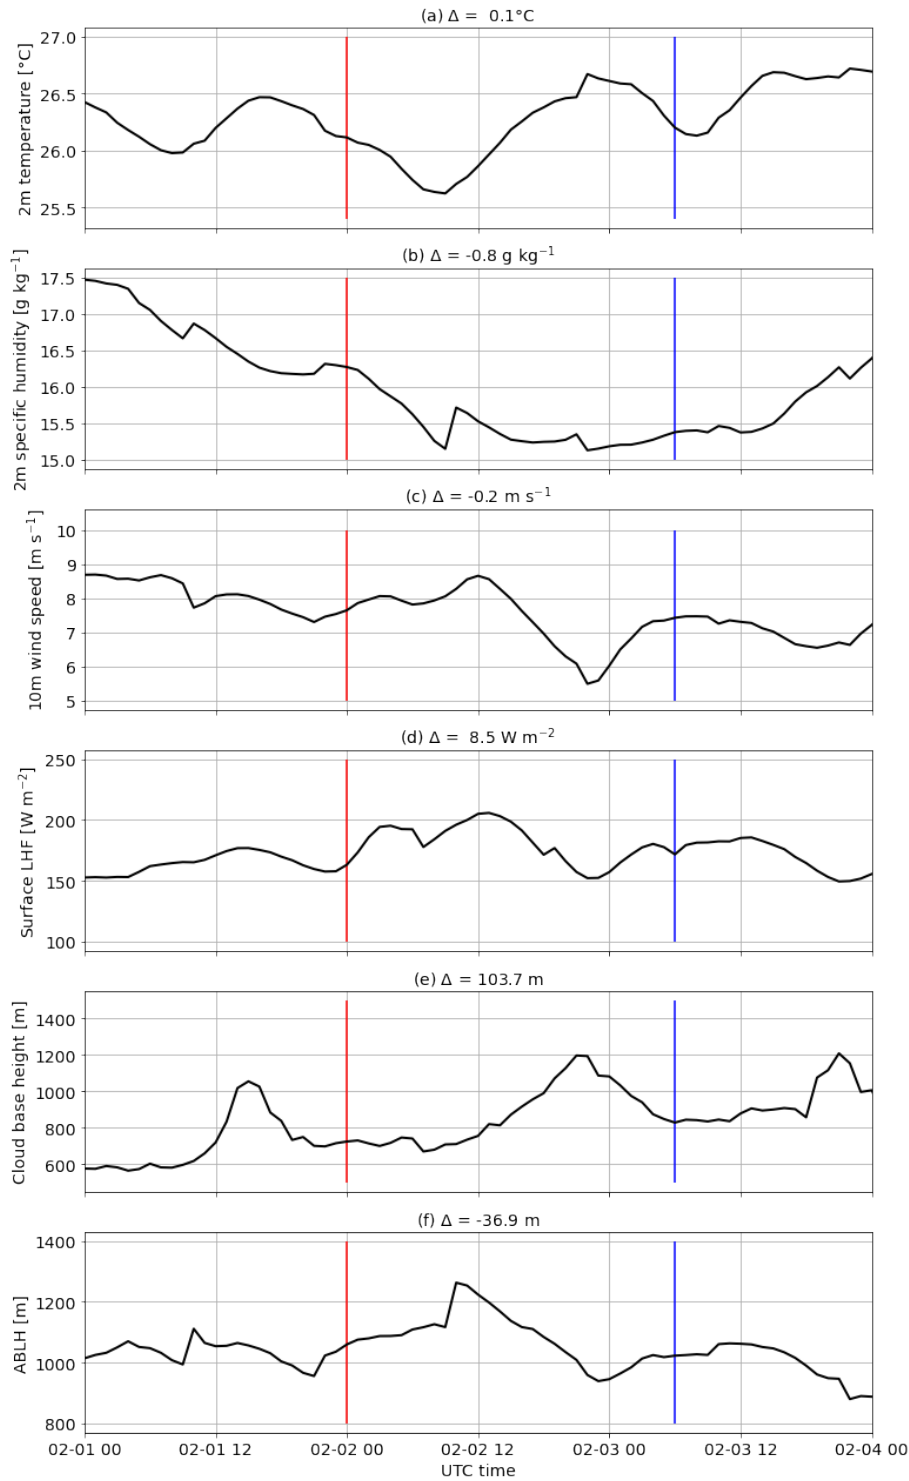 (a) Δ =  0.1°C
27.0
26.5
26.0
25.5
2m temperature [°C]
(b) Δ = -0.8 g kg⁻¹
17.5
17.0
16.5
16.0
15.5
15.0
2m specific humidity [g kg⁻¹]
(c) Δ = -0.2 m s⁻¹
10
9
8
7
6
5
10m wind speed [m s⁻¹]
(d) Δ =  8.5 W m⁻²
250
200
150
100
Surface LHF [W m⁻²]
(e) Δ = 103.7 m
1400
1200
1000
800
600
Cloud base height [m]
(f) Δ = -36.9 m
1400
1200
1000
800
ABLH [m]
02-01 00 02-01 12 02-02 00 02-02 12 02-03 00 02-03 12 02-04 00
UTC time